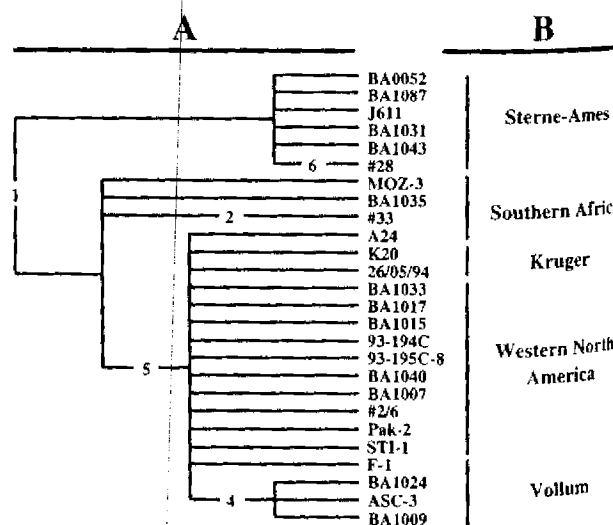 A B
BA0052
BA1087
J611
BA1031
BA1043
6 #28
MOZ-3
BA1035
2 #33
A24
K20
26/05/94
BA1033
BA1017
BA1015
93-194C
5 93-195C-8
BA1040
BA1007
#2/6
Pak-2
STI-1
F-1
BA1024
4 ASC-3
BA1009
1
Sterne-Ames
Southern Afric
Kruger
Western North
America
Vollum